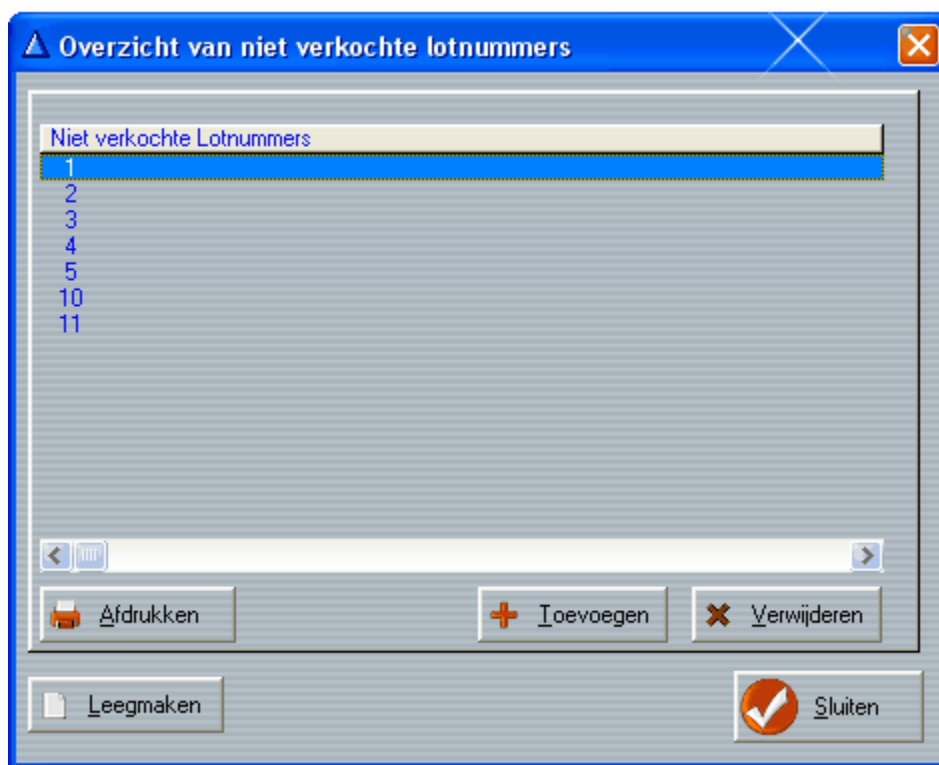 Overzicht van niet verkochte lotnummers
Niet verkochte Lotnummers
1
2
3
4
5
10
11
Afdrukken
Toevoegen
Verwijderen
Leegmaken
Sluiten